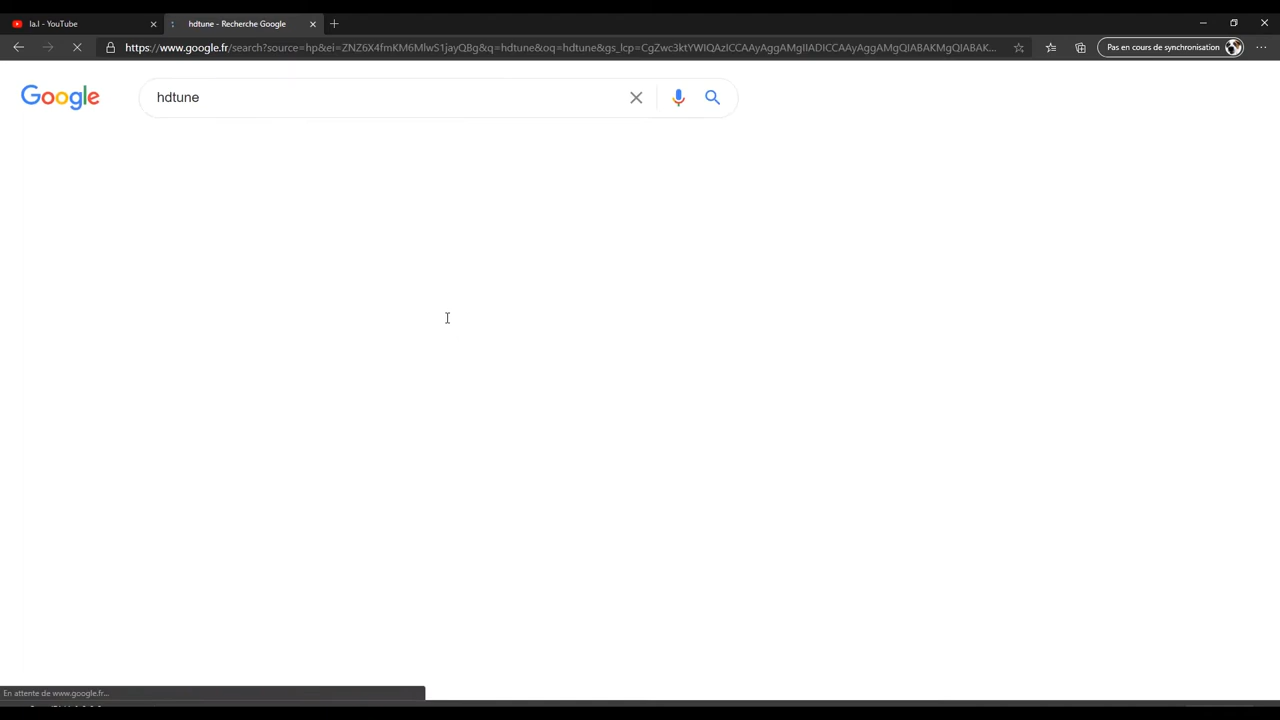 la.l - YouTube
hdtune - Recherche Google
https://www.google.fr/search?source=hp&ei=ZNZ6X4fmKM6MlwS1jayQBg&q=hdtune&oq=hdtune&gs_lcp=CgZwc3ktYWIQAzICCAAyAggAMgIIADICCAAyAggAMgQIABAKMgQIABAK...
Pas en cours de synchronisation
Google
hdtune
En attente de www.google.fr...